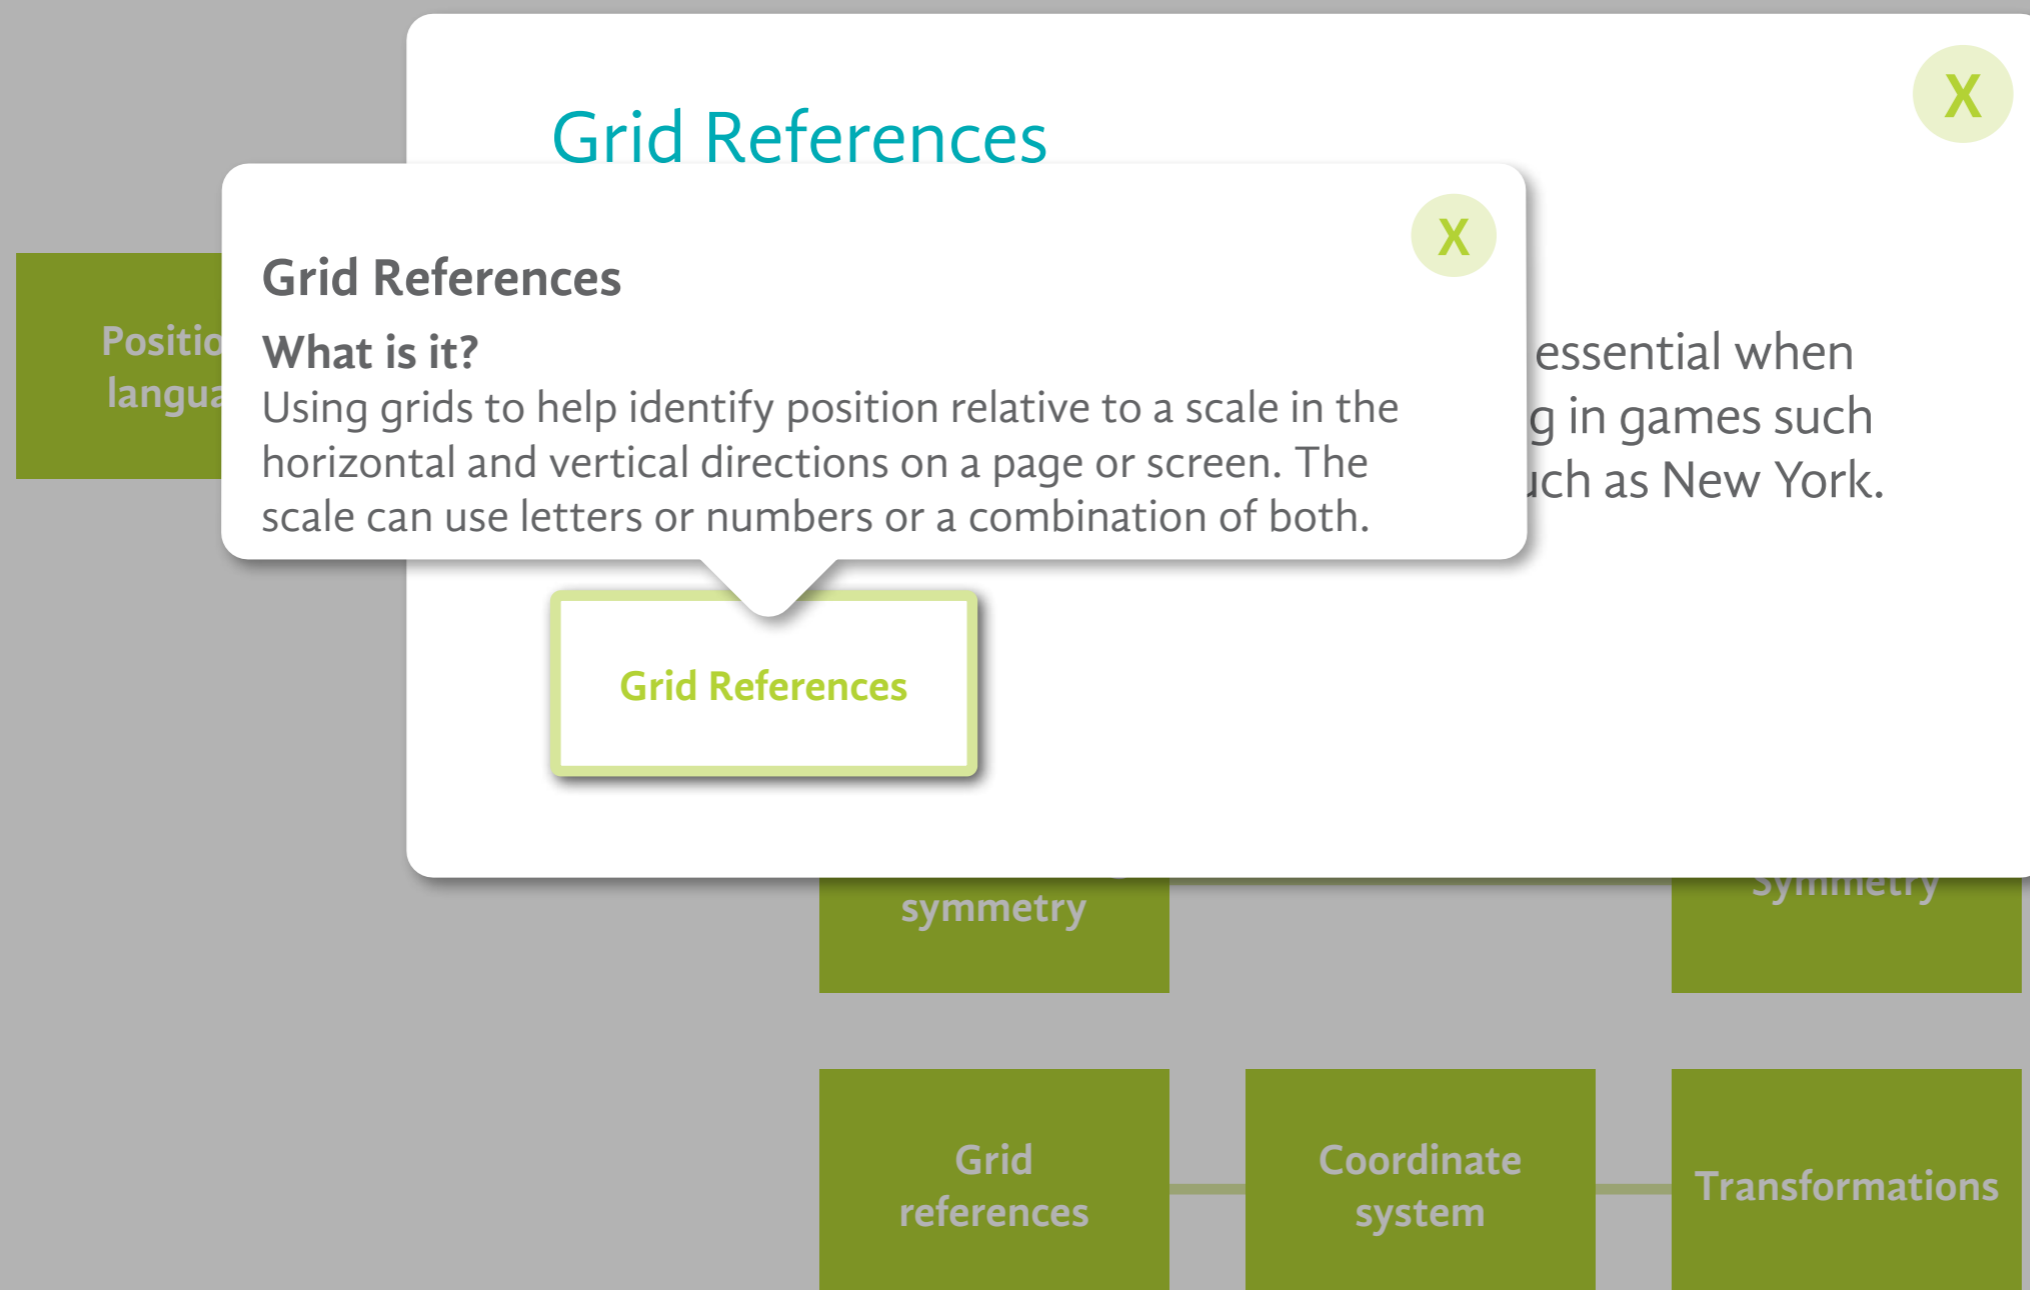 Grid References
X
Grid References
X
What is it?
Using grids to help identify position relative to a scale in the
horizontal and vertical directions on a page or screen. The
scale can use letters or numbers or a combination of both.
essential when
in games such
as New York.
Grid References
symmetry
Symmetry
Grid
references
Coordinate
system
Transformations